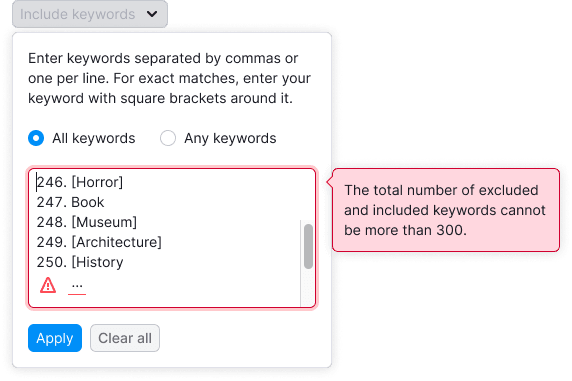 Include keywords
Enter keywords separated by commas or
one per line. For exact matches, enter your
keyword with square brackets around it.
All keywords
Any keywords
246. [Horror]
247. Book
248. [Museum]
249. [Architecture]
250. [History
...
The total number of excluded
and included keywords cannot
be more than 300.
Apply
Clear all